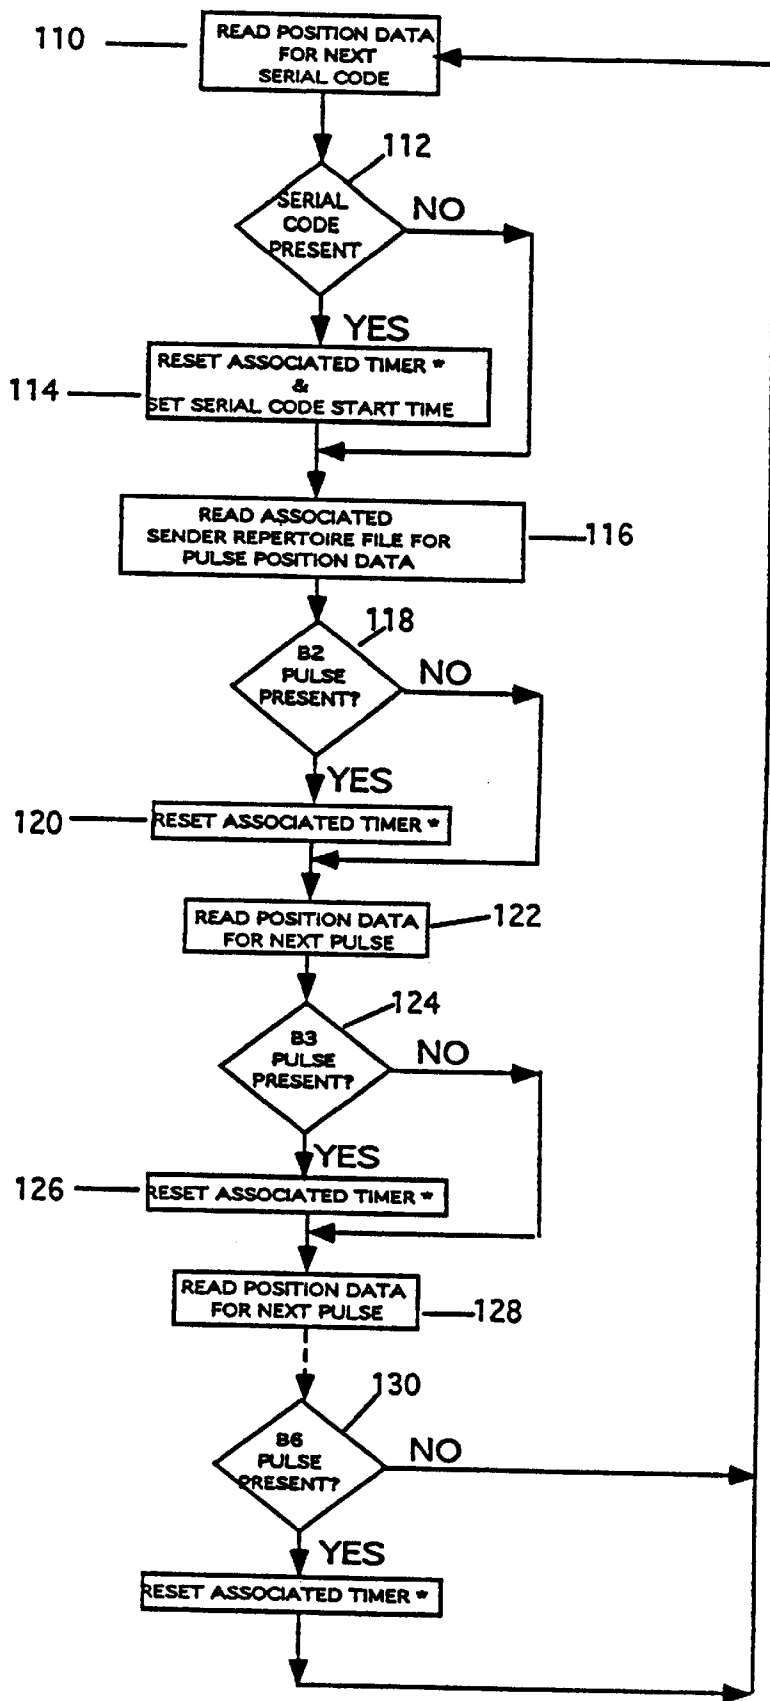 110
READ POSITION DATA
FOR NEXT
SERIAL CODE
112
SERIAL
CODE
PRESENT
NO
YES
114
RESET ASSOCIATED TIMER *
&
SET SERIAL CODE START TIME
READ ASSOCIATED
SENDER REPERTOIRE FILE FOR
PULSE POSITION DATA
116
118
B2
PULSE
PRESENT?
NO
YES
120
RESET ASSOCIATED TIMER *
READ POSITION DATA
FOR NEXT PULSE
122
124
B3
PULSE
PRESENT?
NO
YES
126
RESET ASSOCIATED TIMER *
READ POSITION DATA
FOR NEXT PULSE
128
130
B6
PULSE
PRESENT?
NO
YES
RESET ASSOCIATED TIMER *